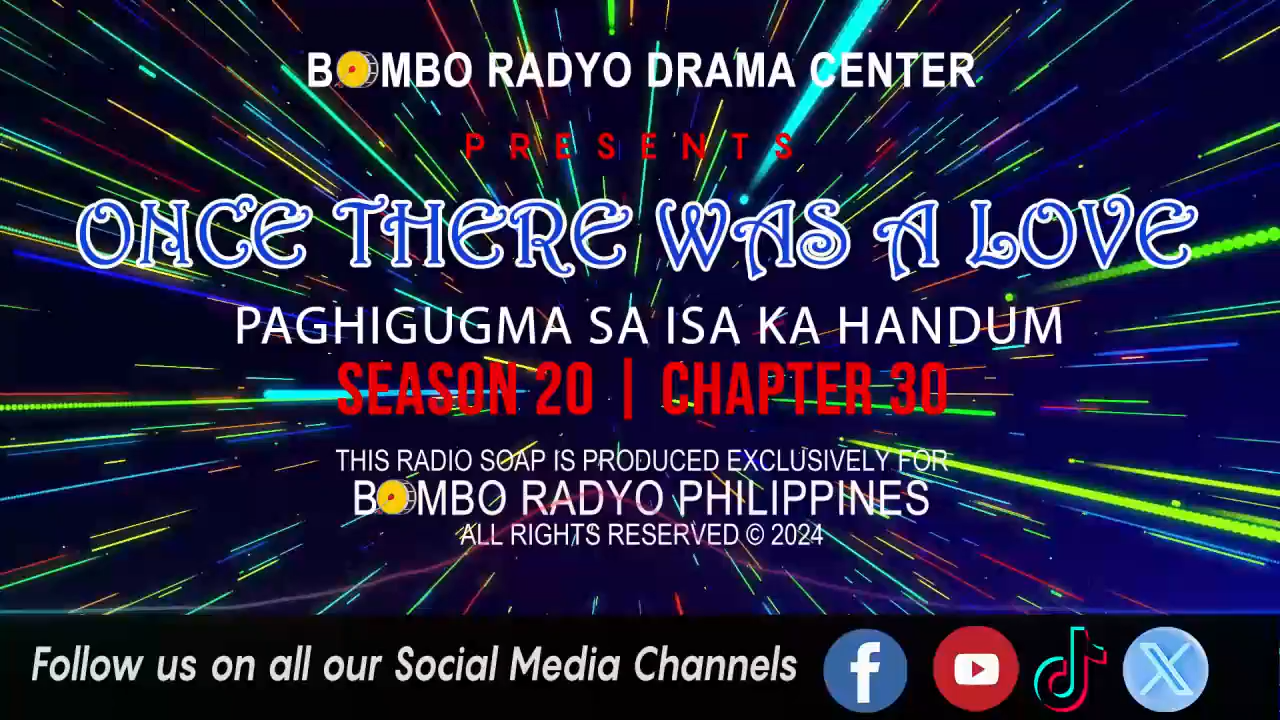 BOMBO RADYO DRAMA CENTER
PRESENTS
ONCE THERE WAS A LOVE
PAGHIGUGMA SA ISA KA HANDUM
SEASON 20 | CHAPTER 30
THIS RADIO SOAP IS PRODUCED EXCLUSIVELY FOR
BOMBO RADYO PHILIPPINES
ALL RIGHTS RESERVED © 2024
Follow us on all our Social Media Channels